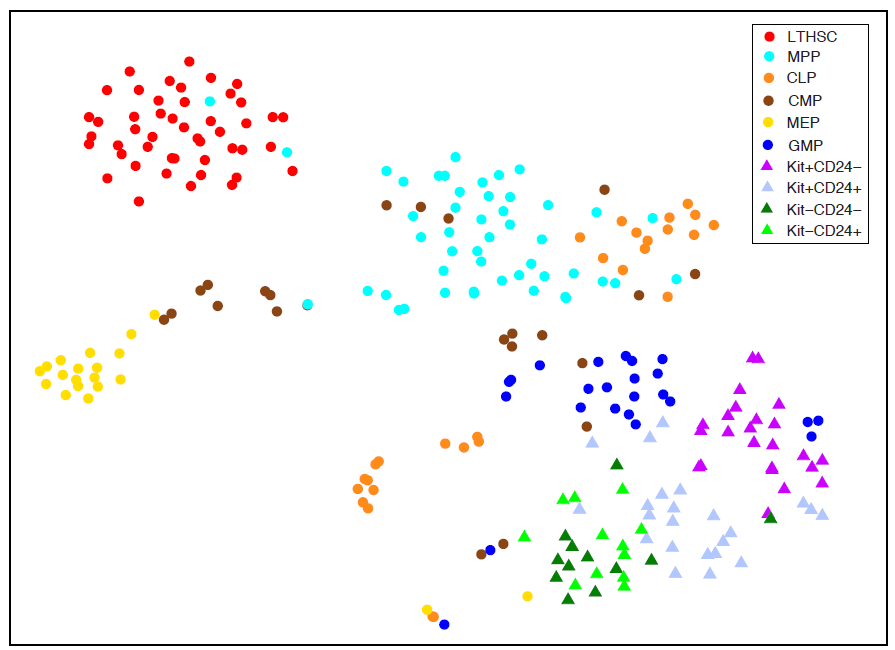 LTHSC
MPP
CLP
CMP
MEP
GMP
Kit+CD24−
Kit+CD24+
Kit−CD24−
Kit−CD24+